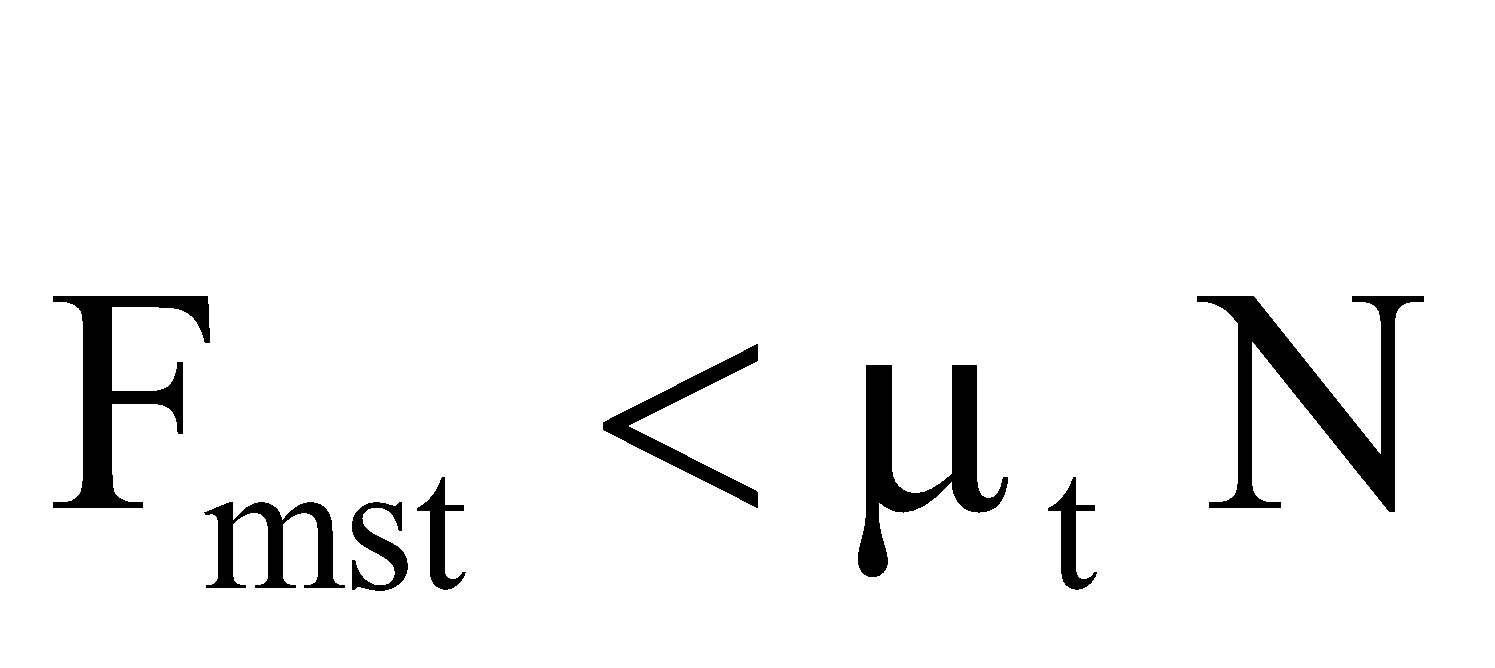 F_mst < μ_t N